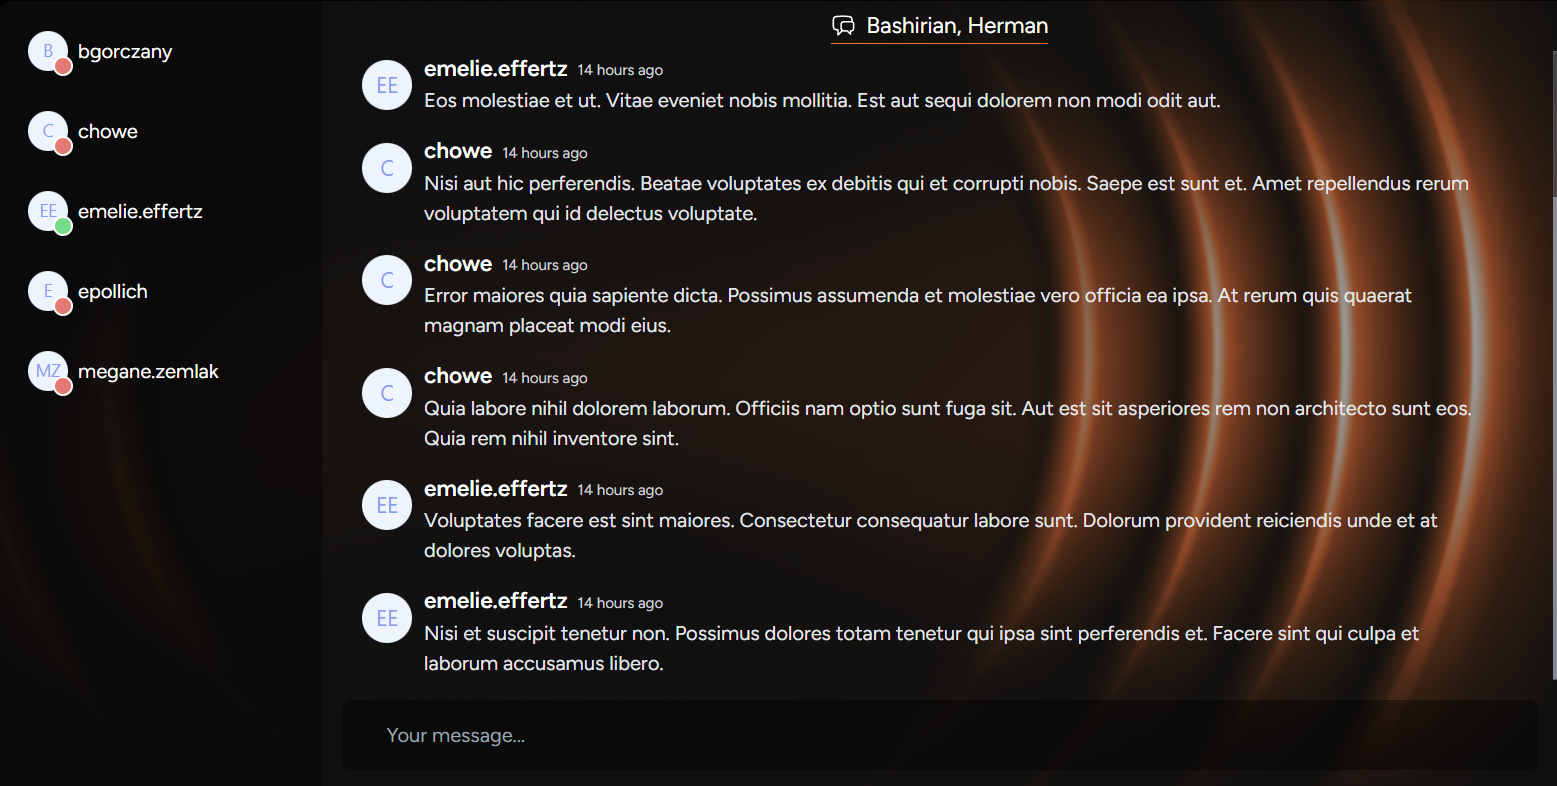 B bgorczany
C chowe
EE emelie.effertz
E epollich
MZ megane.zemlak
Bashirian, Herman
EE emelie.effertz 14 hours ago
Eos molestiae et ut. Vitae eveniet nobis mollitia. Est aut sequi dolorem non modi odit aut.
C chowe 14 hours ago
Nisi aut hic perferendis. Beatae voluptates ex debitis qui et corrupti nobis. Saepe est sunt et. Amet repellendus rerum
voluptatem qui id delectus voluptate.
C chowe 14 hours ago
Error maiores quia sapiente dicta. Possimus assumenda et molestiae vero officia ea ipsa. At rerum quis quaerat
magnam placeat modi eius.
C chowe 14 hours ago
Quia labore nihil dolorem laborum. Officiis nam optio sunt fuga sit. Aut est sit asperiores rem non architecto sunt eos.
Quia rem nihil inventore sint.
EE emelie.effertz 14 hours ago
Voluptates facere est sint maiores. Consectetur consequatur labore sunt. Dolorum provident reiciendis unde et at
dolores voluptas.
EE emelie.effertz 14 hours ago
Nisi et suscipit tenetur non. Possimus dolores totam tenetur qui ipsa sint perferendis et. Facere sint qui culpa et
laborum accusamus libero.
Your message...